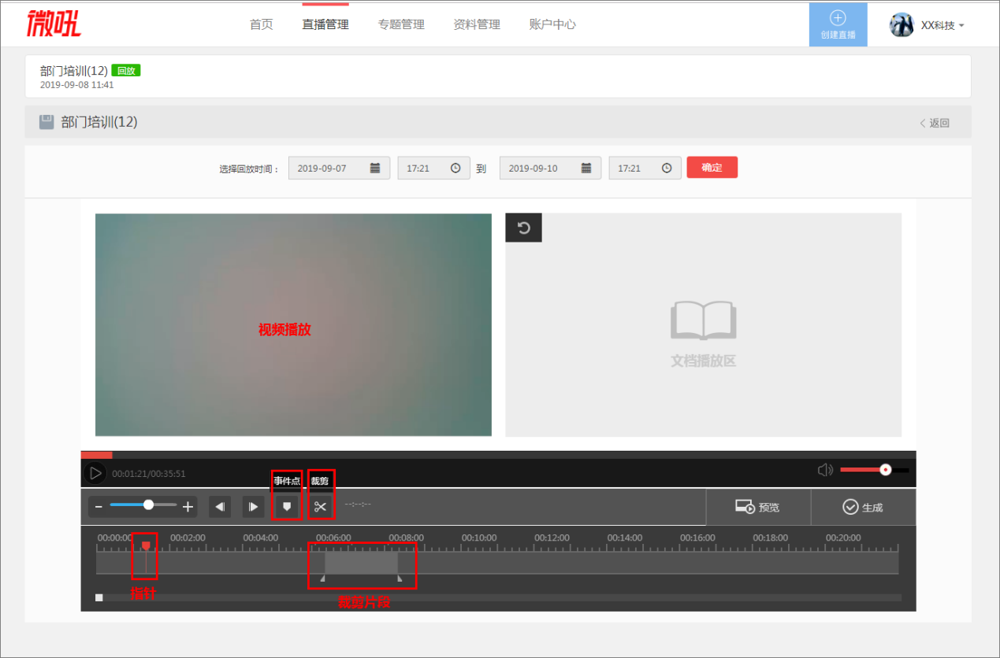 微吼
首页 直播管理 专题管理 资料管理 账户中心
创建直播
XX科技
部门培训(12) 回放
2019-09-08 11:41
部门培训(12)
返回
选择回放时间： 2019-09-07 17:21 到 2019-09-10 17:21 确定
视频播放
文档播放区
00:01:21/00:35:51
事件点 裁剪
--:--:--
预览
生成
00:00:00 00:02:00 00:04:00 00:06:00 00:08:00 00:10:00 00:12:00 00:14:00 00:16:00 00:18:00 00:20:00
指针
裁剪片段